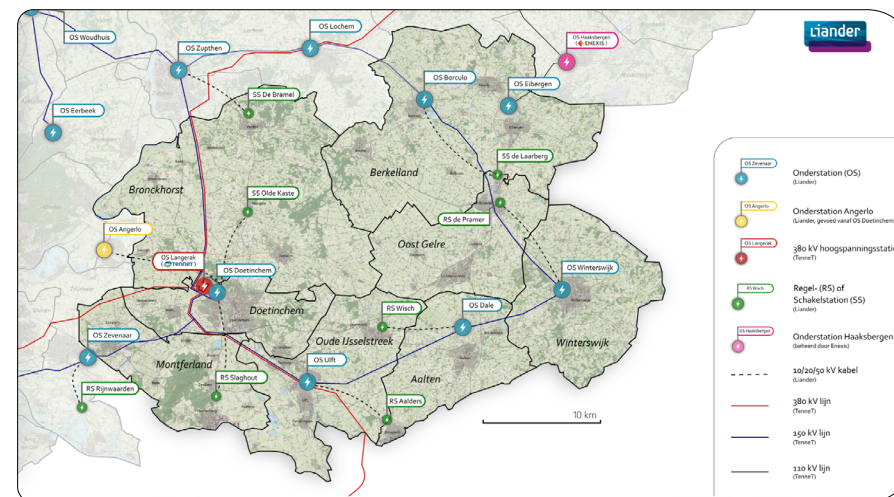 OS Woudhuis
OS Lochem
OS Zupthen
OS Haaksbergen
( ENEXIS )
Liander
OS Borculo
OS Eibergen
SS De Bramel
OS Eerbeek
SS de Laarberg
Berkelland
Bronckhorst
SS Olde Kaste
RS de Pramer
OS Angerlo
Oost Gelre
OS Langerak
( TENNET )
OS Doetinchem
OS Winterswijk
Doetinchem
RS Wisch
OS Dale
OS Zevenaar
Oude IJsselstreek
Winterswijk
Montferland
OS Ulft
Aalten
RS Slaghout
RS Rijnwaarden
RS Aalders
10 km
OS Zevenaar
Onderstation (OS)
(Liander)
OS Angerlo
Onderstation Angerlo
(Liander, gevoed vanaf OS Doetinchem)
OS Langerak
380 kV hoogspanningsstati
(TenneT)
RS Wisch
Regel- (RS) of
Schakelstation (SS)
(Liander)
OS Haaksbergen
Onderstation Haaksbergen
(beheerd door Enexis)
10/20/50 kV kabel
(Liander)
380 kV lijn
(TenneT)
150 kV lijn
(TenneT)
110 kV lijn
(TenneT)